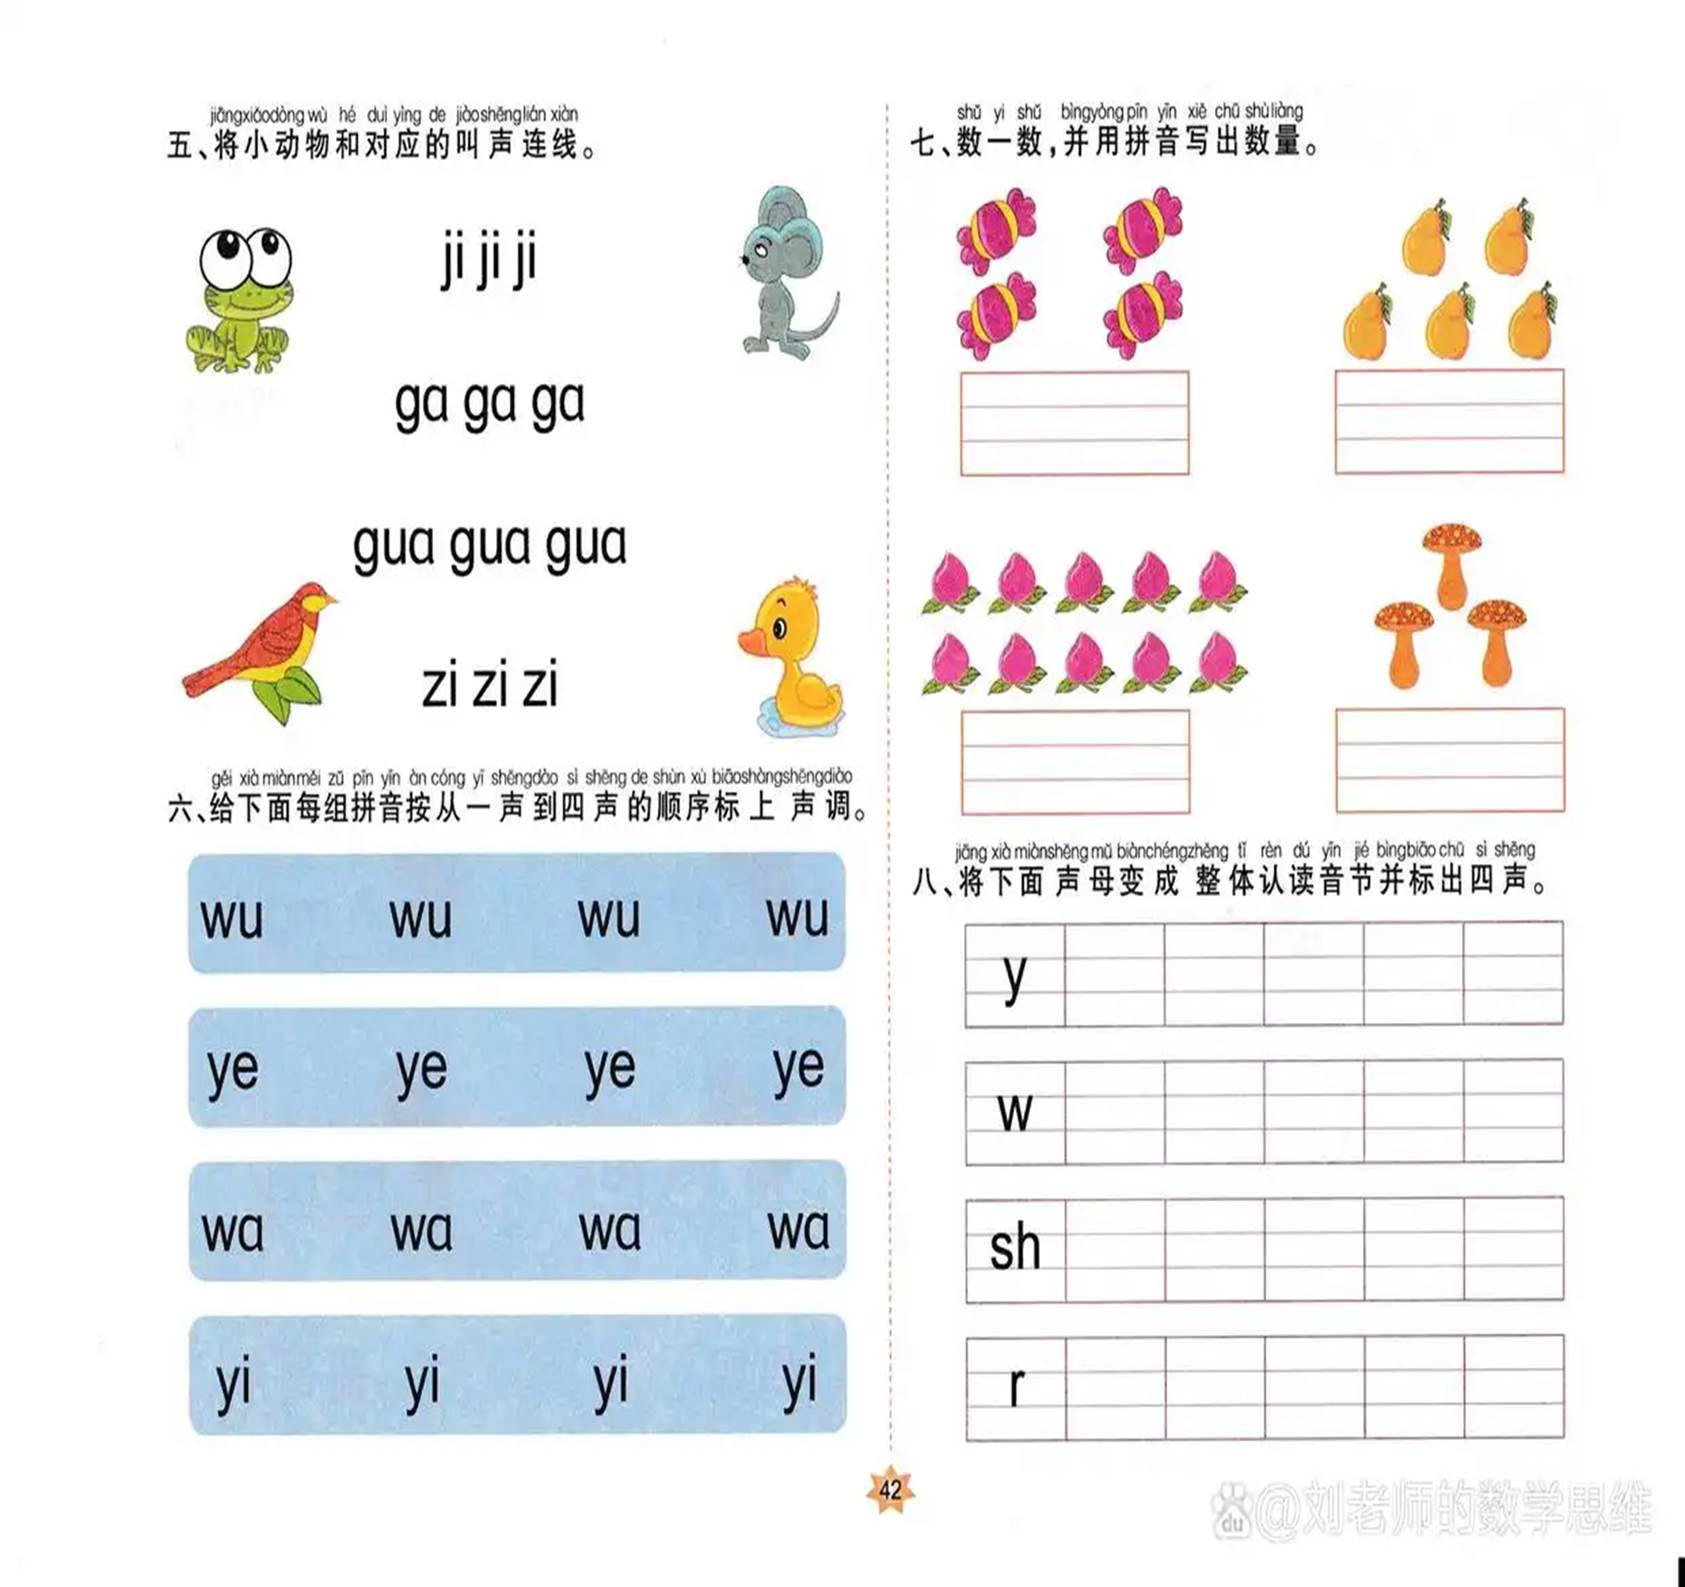 jiāngxiǎodòng wù hé duì yìng de jiào shēng lián xiàn
五、将小动物和对应的叫声连线。
ji ji ji
ga ga ga
gua gua gua
zi zi zi
gěi xià miàn měi zǔ pīn yīn àn cóng yī shēng dào sì shēng de shùn xù biāo shàng shēng diào
六、给下面每组拼音按从一声到四声的顺序标上声调。
wu wu wu wu
ye ye ye ye
wa wa wa wa
yi yi yi yi
shǔ yi shǔ bìng yòng pīn yīn xiě chū shù liàng
七、数一数,并用拼音写出数量。
jiāng xià miàn shēng mǔ biàn chéng zhěng tǐ rèn dú yīn jié bìng biāo chū sì shēng
八、将下面声母变成整体认读音节并标出四声。
y
w
sh
r
42
du @刘老师的数学思维